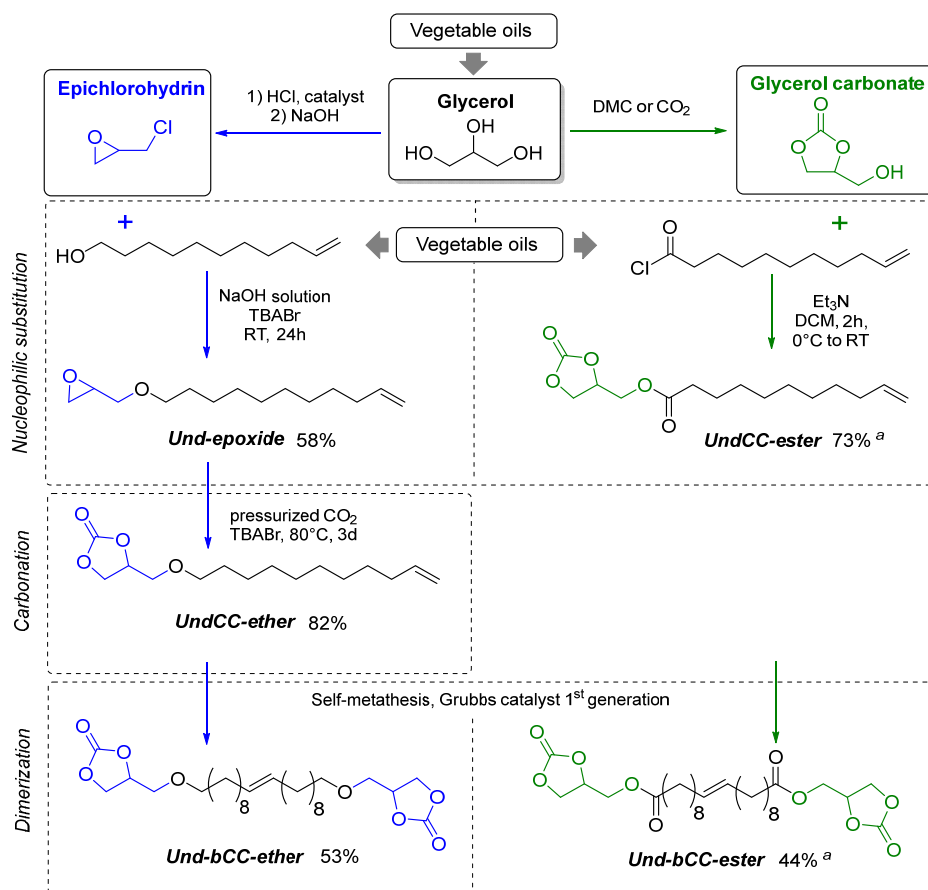 Vegetable oils
Epichlorohydrin
O
Cl
1) HCl, catalyst
2) NaOH
Glycerol
OH
HO
OH
DMC or CO2
Glycerol carbonate
O
O
O
OH
Nucleophilic substitution
+
HO
Vegetable oils
+
O
Cl
NaOH solution
TBABr
RT, 24h
Et3N
DCM, 2h,
0°C to RT
O
O
Und-epoxide 58%
O
O
O
O
O
UndCC-ester 73% a
Carbonation
pressurized CO2
TBABr, 80°C, 3d
O
O
O
O
UndCC-ether 82%
Dimerization
Self-metathesis, Grubbs catalyst 1st generation
O
O
O
O
8
8
O
O
O
O
Und-bCC-ether 53%
O
O
O
O
O
8
8
O
O
O
O
O
Und-bCC-ester 44% a